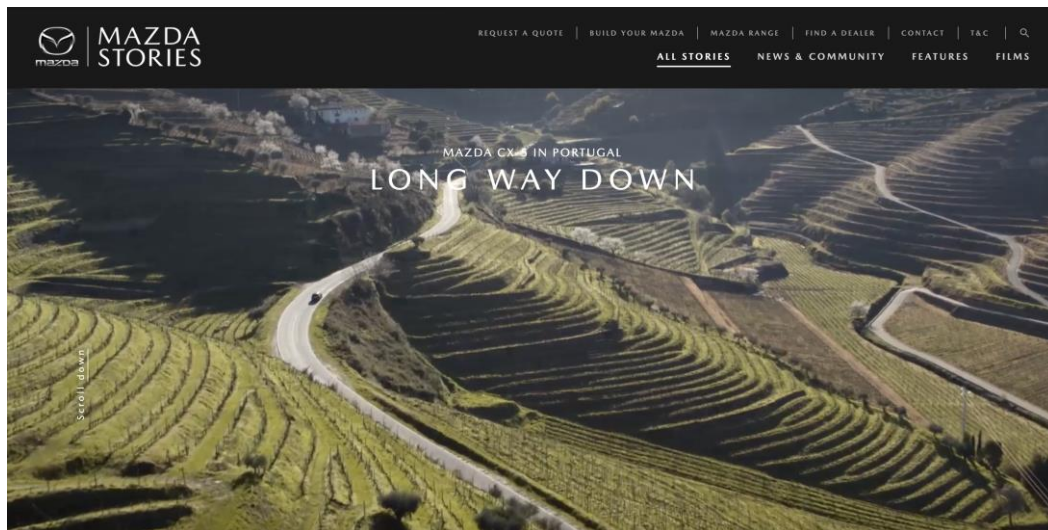 mazda
MAZDA
STORIES
REQUEST A QUOTE
BUILD YOUR MAZDA
MAZDA RANGE
FIND A DEALER
CONTACT
T&C
ALL STORIES
NEWS & COMMUNITY
FEATURES
FILMS
MAZDA CX-5 IN PORTUGAL
LONG WAY DOWN
Scroll down